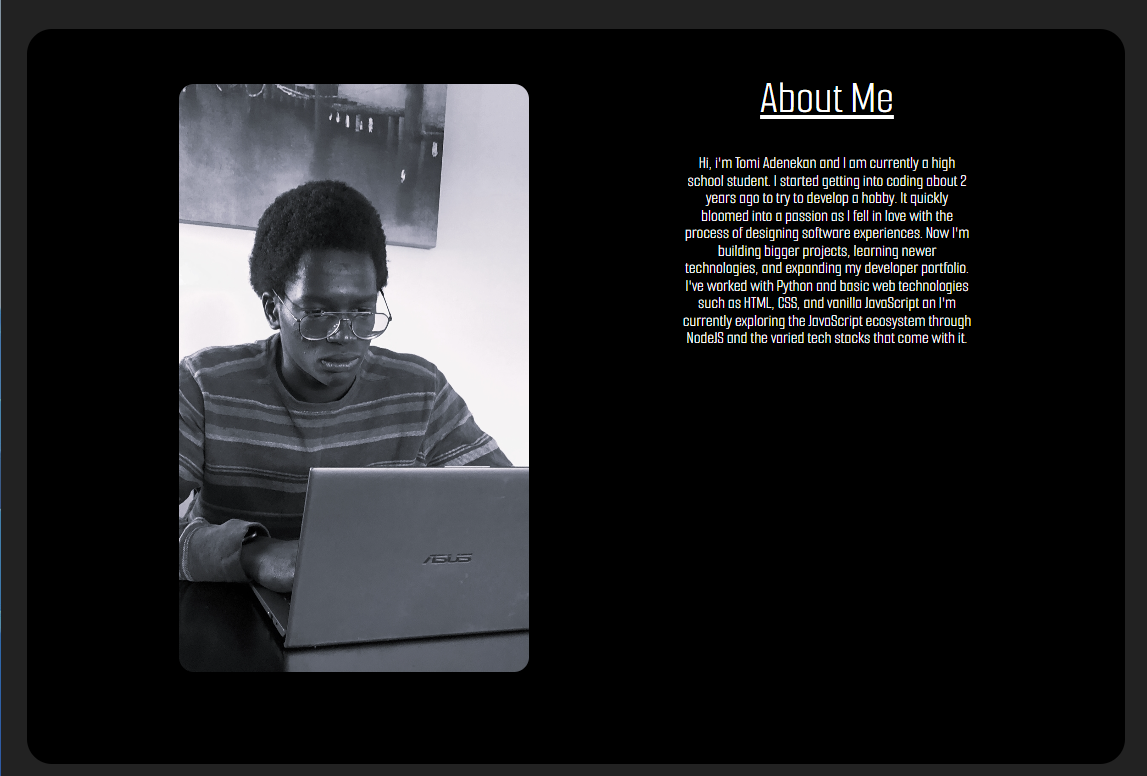 About Me
Hi, i'm Tomi Adenekan and I am currently a high
school student. I started getting into coding about 2
years ago to try to develop a hobby. It quickly
bloomed into a passion as I fell in love with the
process of designing software experiences. Now I'm
building bigger projects, learning newer
technologies, and expanding my developer portfolio.
I've worked with Python and basic web technologies
such as HTML, CSS, and vanilla JavaScript an I'm
currently exploring the JavaScript ecosystem through
NodeJS and the varied tech stacks that come with it.
ASUS